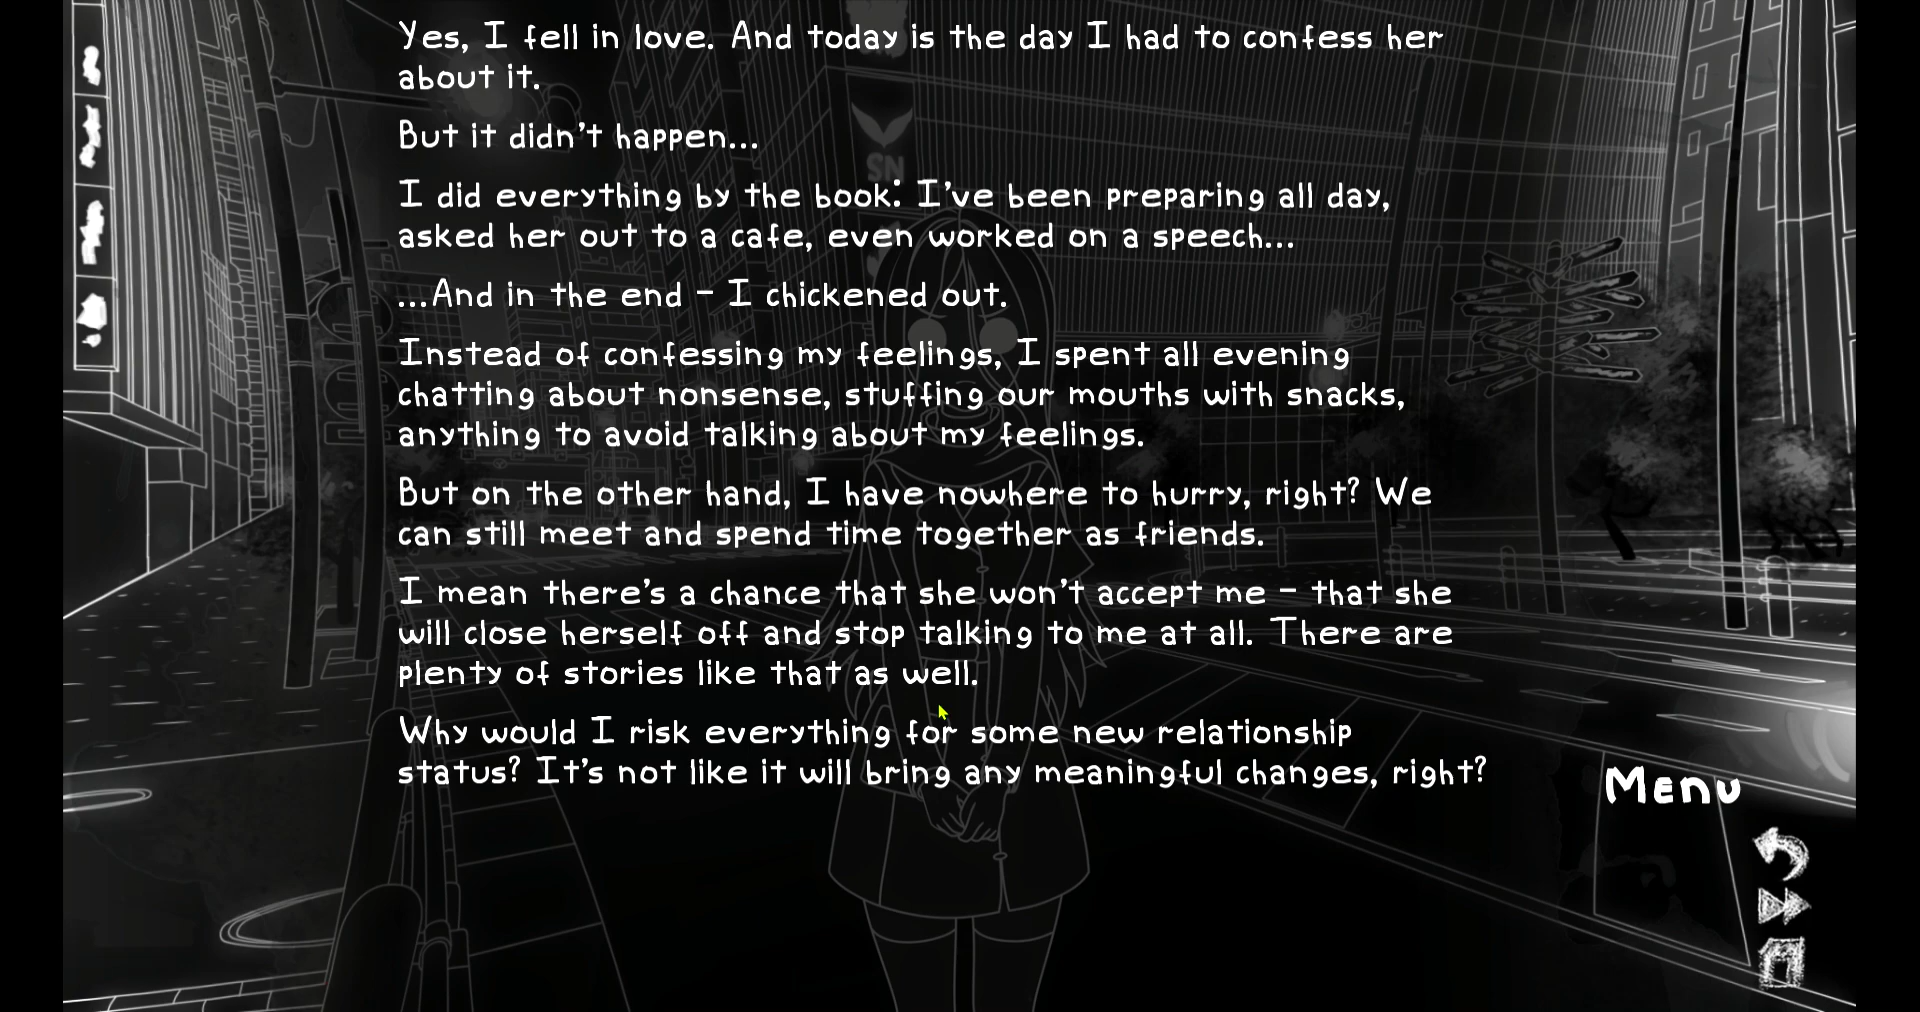 Yes, I fell in love. And today is the day I had to confess her
about it.
But it didn't happen...
SN
I did everything by the book: I've been preparing all day,
asked her out to a cafe, even worked on a speech...
...And in the end – I chickened out.
Instead of confessing my feelings, I spent all evening
chatting about nonsense, stuffing our mouths with snacks,
anything to avoid talking about my feelings.
But on the other hand, I have nowhere to hurry, right? We
can still meet and spend time together as friends.
I mean there's a chance that she won't accept me – that she
will close herself off and stop talking to me at all. There are
plenty of stories like that as well.
Why would I risk everything for some new relationship
status? It's not like it will bring any meaningful changes, right?
Menu